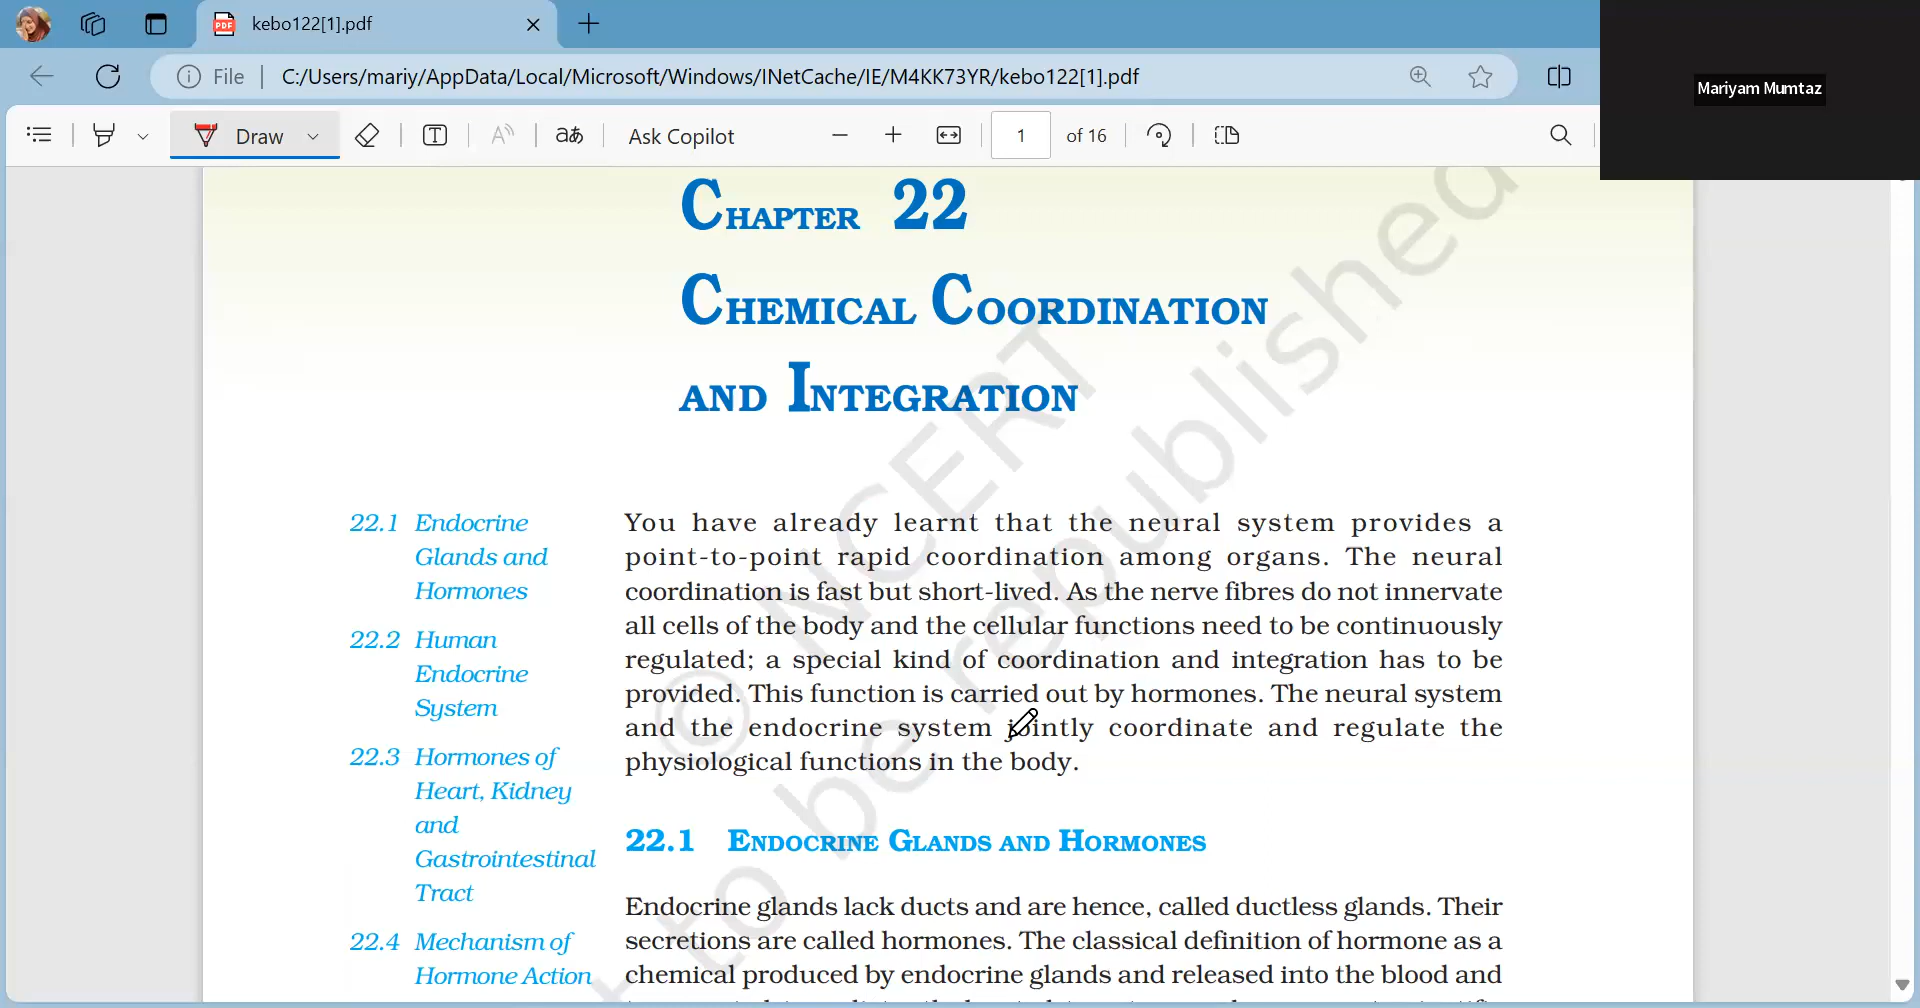 kebo122[1].pdf
File
C:/Users/mariy/AppData/Local/Microsoft/Windows/INetCache/IE/M4KK73YR/kebo122[1].pdf
Mariyam Mumtaz
Draw
Ask Copilot
1 of 16
CHAPTER 22
CHEMICAL COORDINATION
AND INTEGRATION
22.1 Endocrine
Glands and
Hormones
22.2 Human
Endocrine
System
22.3 Hormones of
Heart, Kidney
and
Gastrointestinal
Tract
22.4 Mechanism of
Hormone Action
You have already learnt that the neural system provides a
point-to-point rapid coordination among organs. The neural
coordination is fast but short-lived. As the nerve fibres do not innervate
all cells of the body and the cellular functions need to be continuously
regulated; a special kind of coordination and integration has to be
provided. This function is carried out by hormones. The neural system
and the endocrine system jointly coordinate and regulate the
physiological functions in the body.
22.1 ENDOCRINE GLANDS AND HORMONES
Endocrine glands lack ducts and are hence, called ductless glands. Their
secretions are called hormones. The classical definition of hormone as a
chemical produced by endocrine glands and released into the blood and
© NCERT
to be republished